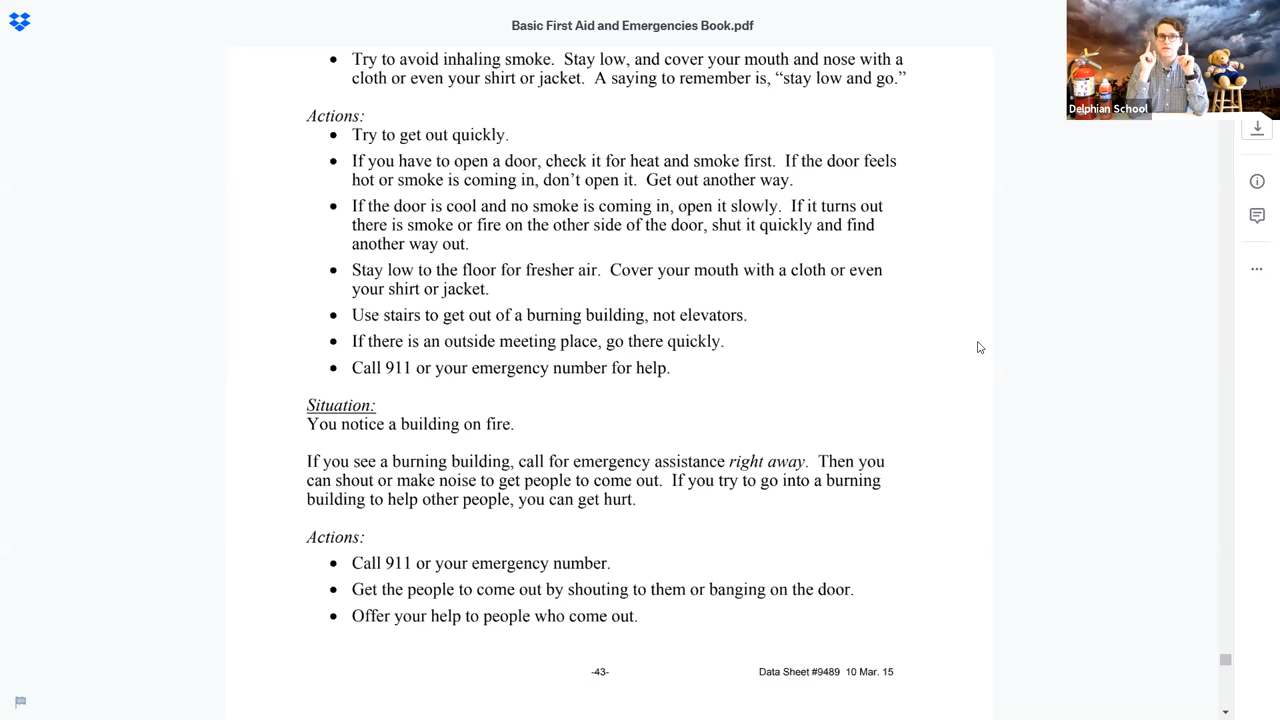 Basic First Aid and Emergencies Book.pdf
• Try to avoid inhaling smoke.  Stay low, and cover your mouth and nose with a
cloth or even your shirt or jacket.  A saying to remember is, “stay low and go.”
Delphian School
Actions:
• Try to get out quickly.
• If you have to open a door, check it for heat and smoke first.  If the door feels
hot or smoke is coming in, don’t open it.  Get out another way.
• If the door is cool and no smoke is coming in, open it slowly.  If it turns out
there is smoke or fire on the other side of the door, shut it quickly and find
another way out.
• Stay low to the floor for fresher air.  Cover your mouth with a cloth or even
your shirt or jacket.
• Use stairs to get out of a burning building, not elevators.
• If there is an outside meeting place, go there quickly.
• Call 911 or your emergency number for help.
Situation:
You notice a building on fire.
If you see a burning building, call for emergency assistance right away.  Then you
can shout or make noise to get people to come out.  If you try to go into a burning
building to help other people, you can get hurt.
Actions:
• Call 911 or your emergency number.
• Get the people to come out by shouting to them or banging on the door.
• Offer your help to people who come out.
-43-
Data Sheet #9489  10 Mar. 15